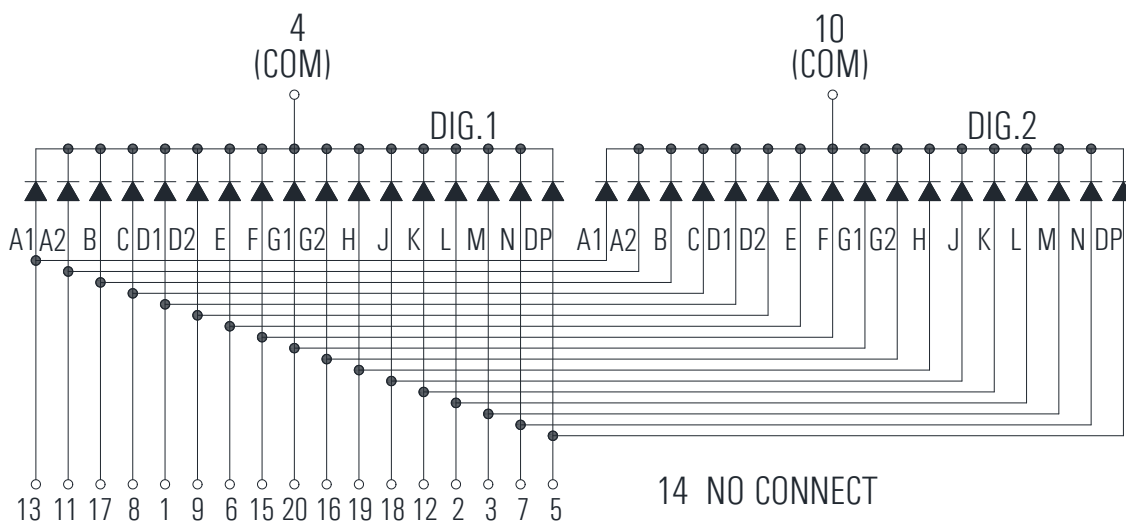 4 10
(COM) (COM)
DIG.1 DIG.2
A1 A2 B C D1 D2 E F G1 G2 H J K L M N DP A1 A2 B C D1 D2 E F G1 G2 H J K L M N DP
14 NO CONNECT
13 11 17 8 1 9 6 15 20 16 19 18 12 2 3 7 5